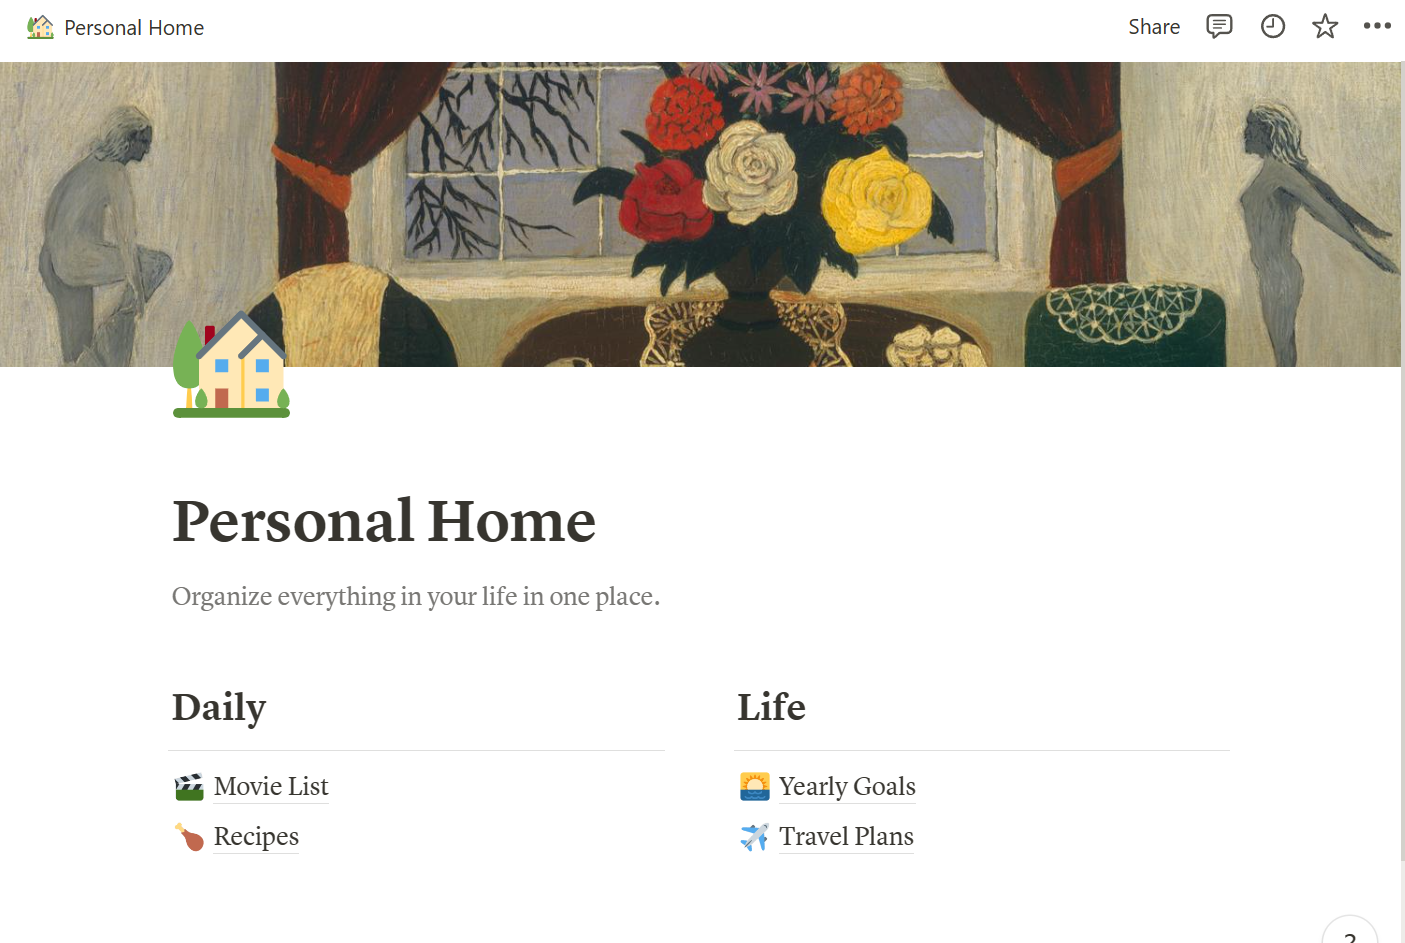 Personal Home
Share
Personal Home
Organize everything in your life in one place.
Daily
Life
Movie List
Recipes
Yearly Goals
Travel Plans
?